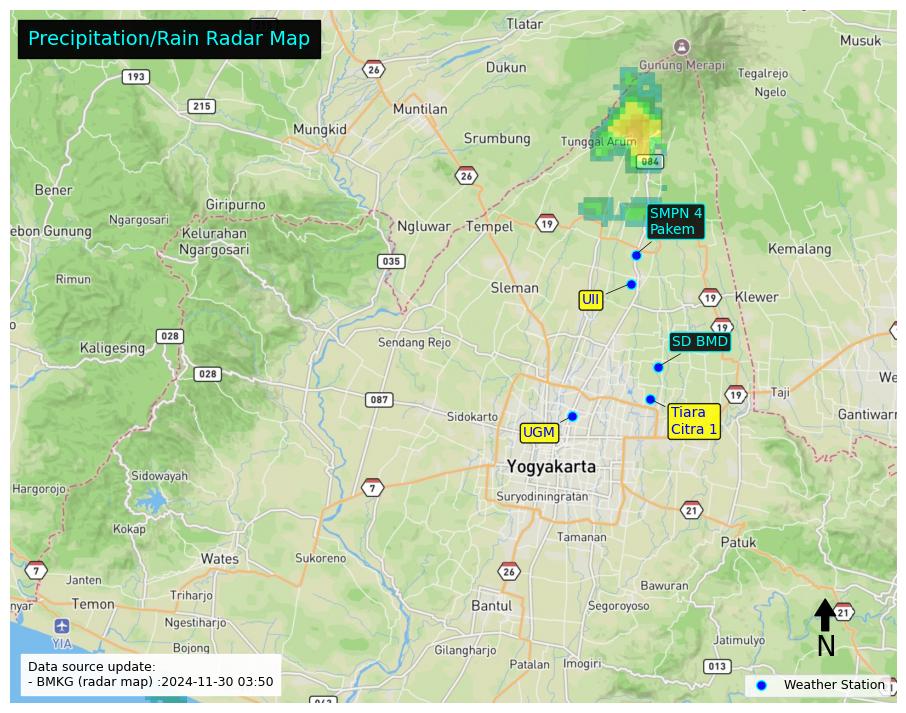 Precipitation/Rain Radar Map
Tlatar
Musuk
26
Dukun
Gunung Merapi
Tegalrejo
193
215
Muntilan
Ngelo
Mungkid
Srumbung
Tunggal Arum
084
26
Bener
Giripurno
Ngargosari
Kelurahan
Ngargosari
Ngluwar
Tempel
19
SMPN 4
Pakem
ebon Gunung
Kemalang
035
Rimun
Sleman
UII
19
Klewer
19
028
Kaligesing
Sendang Rejo
SD BMD
028
We
087
19
Taji
Sidokarto
Tiara
Citra 1
Gantiwarr
UGM
Yogyakarta
Sidowayah
Hargorojo
7
Suryodiningratan
21
Kokap
Tamanan
Patuk
Wates
Sukoreno
7
Janten
26
Bawuran
Triharjo
nyar
Temon
Bantul
Segoroyoso
21
Ngestiharjo
YIA
Bojong
Gilangharjo
Jatimulyo
N
Patalan
Imogiri
013
Data source update:
- BMKG (radar map) :2024-11-30 03:50
Weather Station